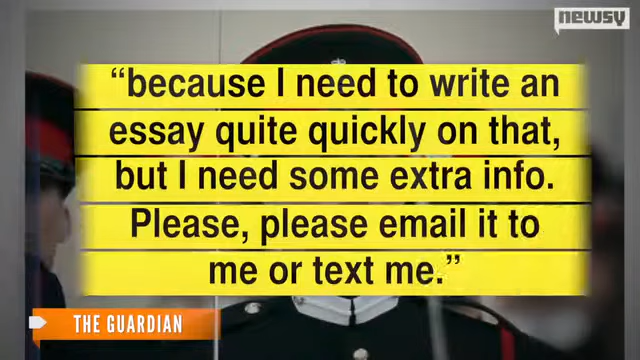 newsy
“because I need to write an
essay quite quickly on that,
but I need some extra info.
Please, please email it to
me or text me.”
THE GUARDIAN